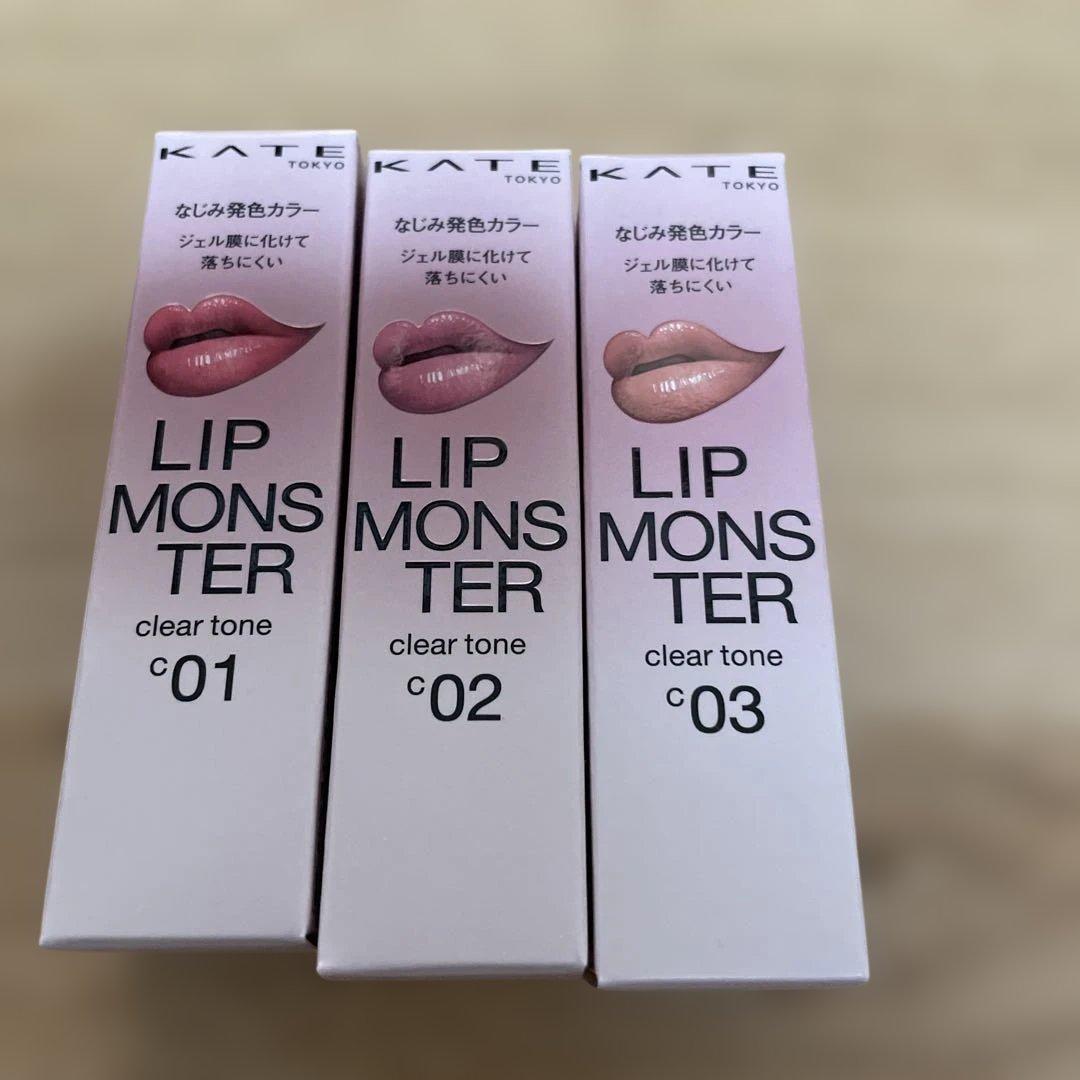 KATE
TOKYO
なじみ発色カラー
ジェル膜に化けて
落ちにくい
LIP
MONS
TER
clear tone
c01
KATE
TOKYO
なじみ発色カラー
ジェル膜に化けて
落ちにくい
LIP
MONS
TER
clear tone
c02
KATE
TOKYO
なじみ発色カラー
ジェル膜に化けて
落ちにくい
LIP
MONS
TER
clear tone
c03